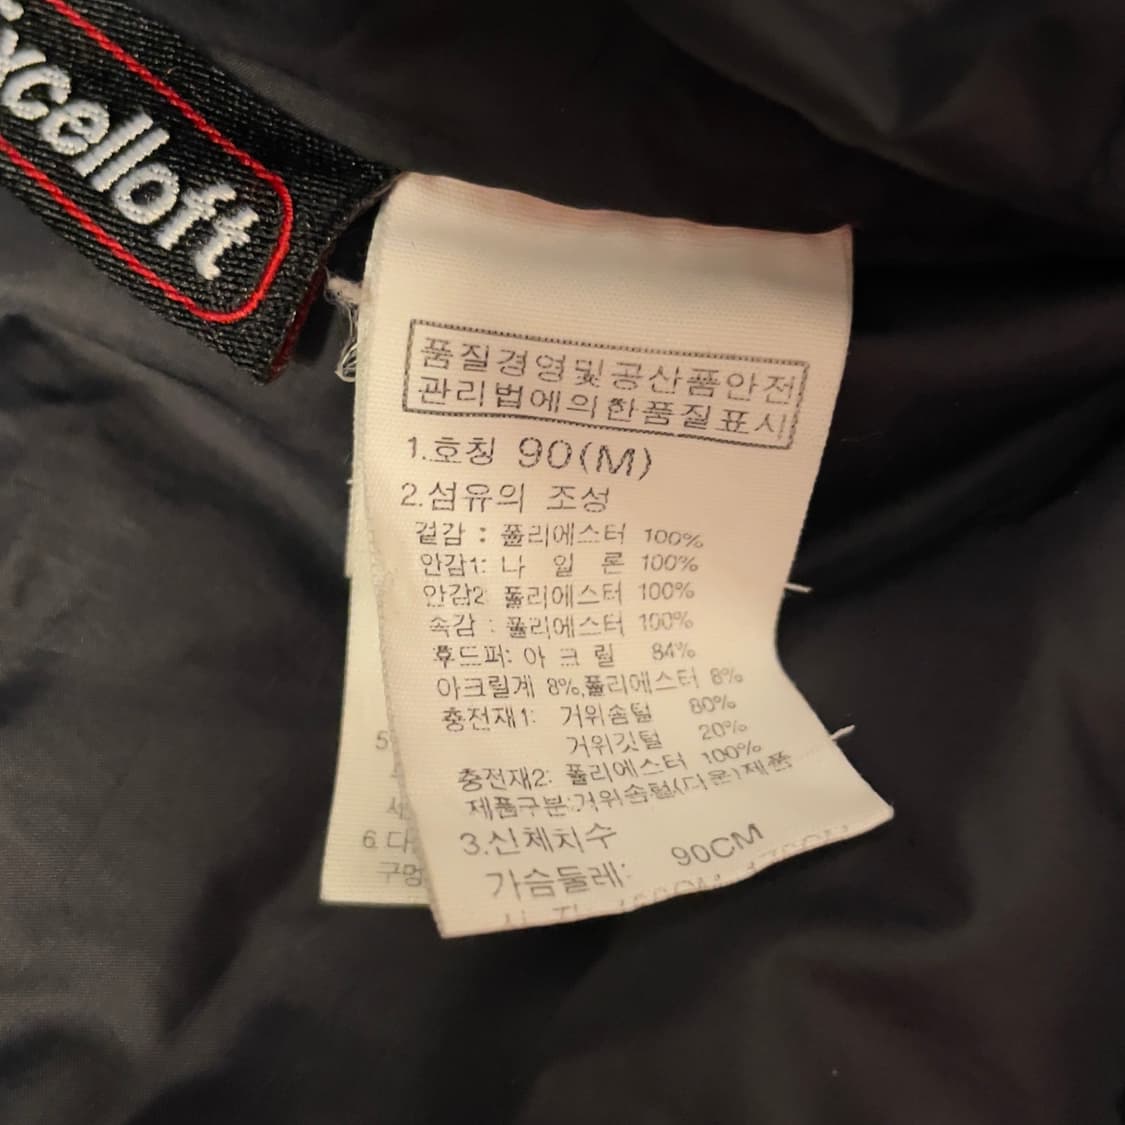 xcelloft
품질경영및공산품안전
관리법에의한품질표시
1.호칭 90(M)
2.섬유의 조성
겉감 : 폴리에스터 100%
안감1: 나 일 론 100%
안감2 폴리에스터 100%
속감 : 폴리에스터 100%
후드퍼: 아 크 릴 84%
아크릴계 8%,폴리에스터 8%
충전재1: 거위솜털 80%
거위깃털 20%
충전재2: 폴리에스터 100%
제품구분:거위솜털(다운)제품
3.신체치수
가슴둘레: 90CM
5
6.다
구멍